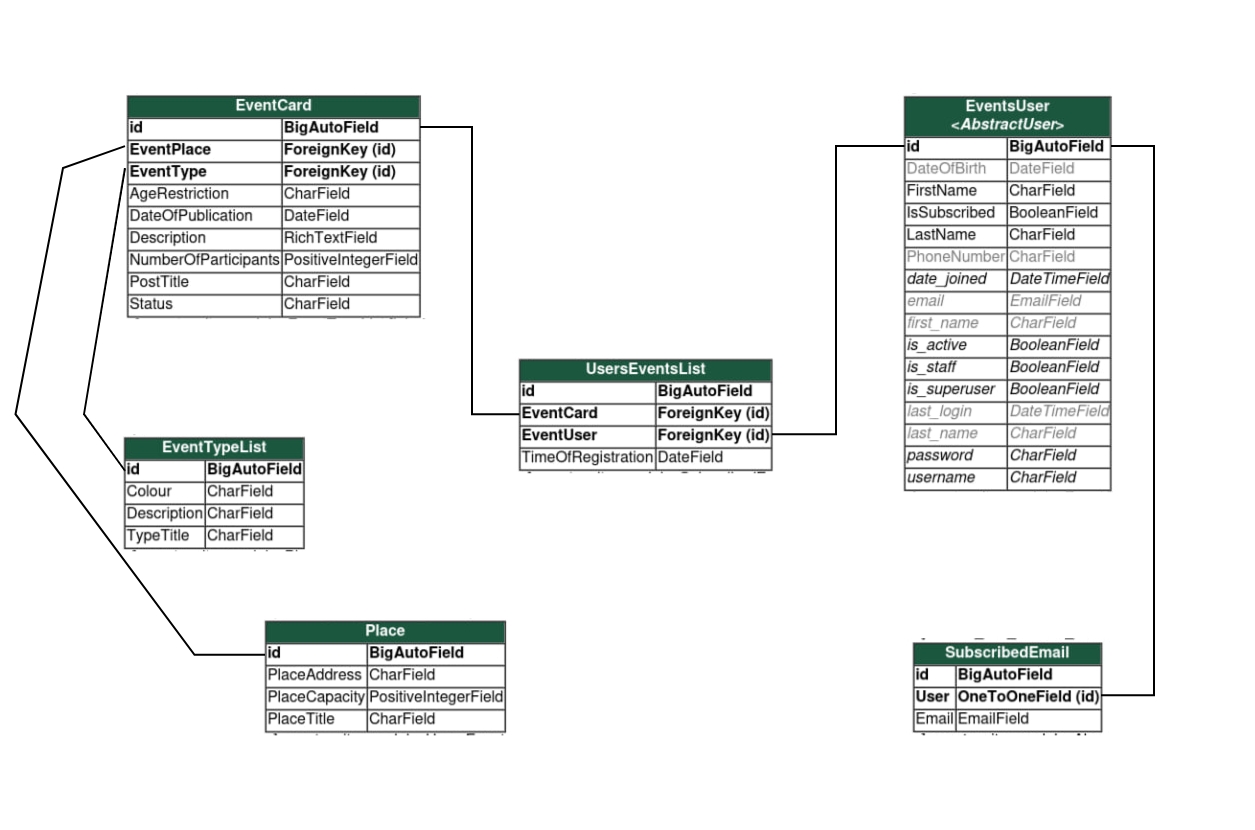 EventCard
id BigAutoField
EventPlace ForeignKey (id)
EventType ForeignKey (id)
AgeRestriction CharField
DateOfPublication DateField
Description RichTextField
NumberOfParticipants PositiveIntegerField
PostTitle CharField
Status CharField
EventsUser
<AbstractUser>
id BigAutoField
DateOfBirth DateField
FirstName CharField
IsSubscribed BooleanField
LastName CharField
PhoneNumber CharField
date_joined DateTimeField
email EmailField
first_name CharField
is_active BooleanField
is_staff BooleanField
is_superuser BooleanField
last_login DateTimeField
last_name CharField
password CharField
username CharField
UsersEventsList
id BigAutoField
EventCard ForeignKey (id)
EventUser ForeignKey (id)
TimeOfRegistration DateField
EventTypeList
id BigAutoField
Colour CharField
Description CharField
TypeTitle CharField
Place
id BigAutoField
PlaceAddress CharField
PlaceCapacity PositiveIntegerField
PlaceTitle CharField
SubscribedEmail
id BigAutoField
User OneToOneField (id)
Email EmailField